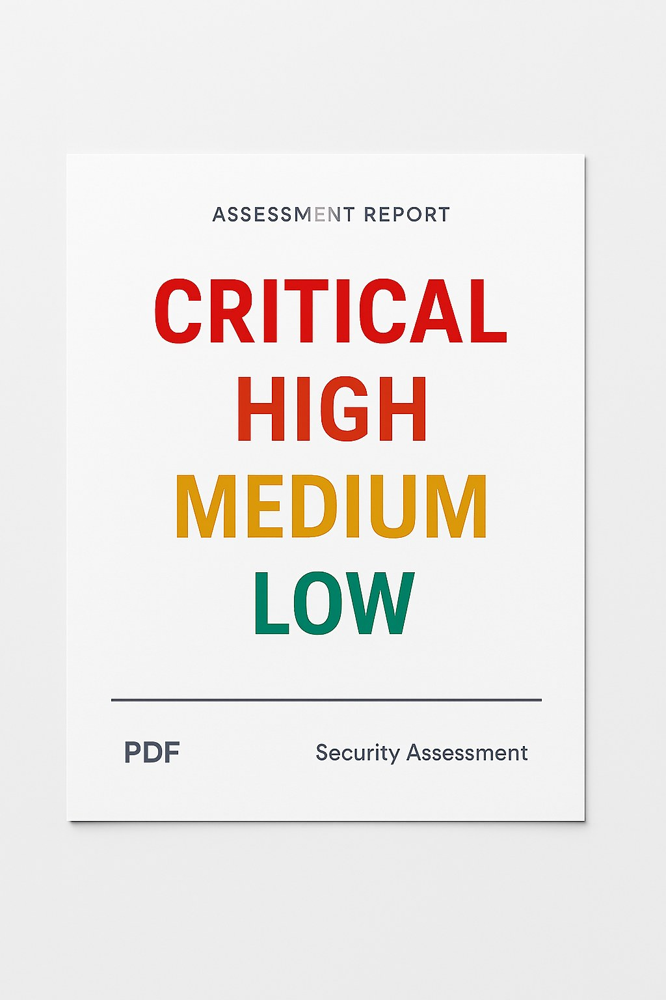 ASSESSMENT REPORT
CRITICAL
HIGH
MEDIUM
LOW
PDF
Security Assessment